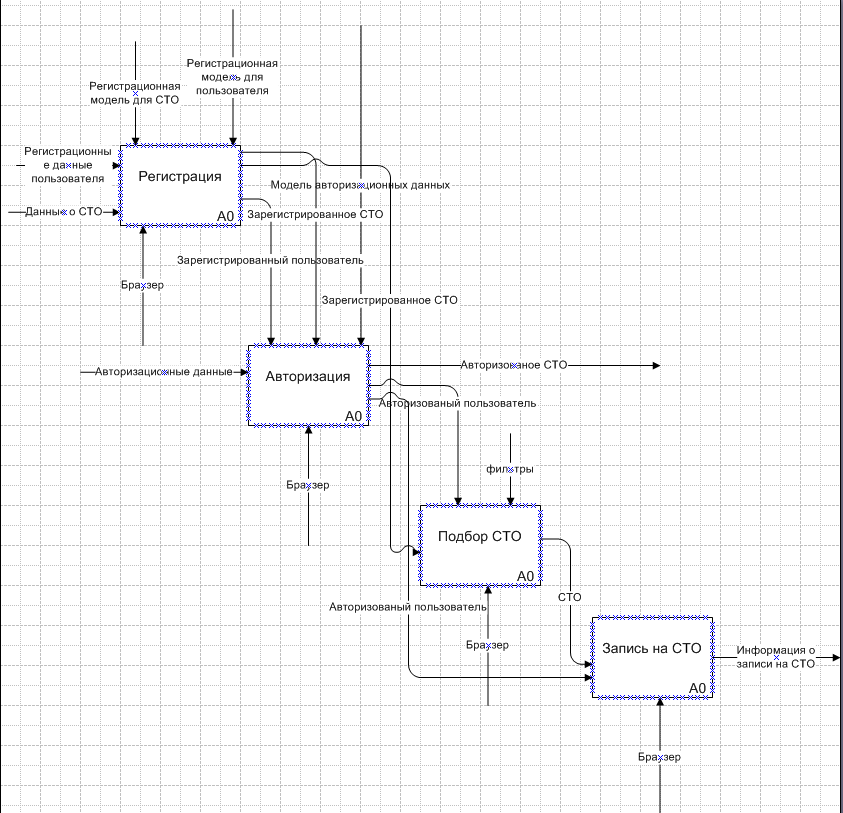 Регистрационная
модель для
пользователя
Регистрационная
модель для СТО
Регистрационны
е данные
пользователя
Данные о СТО
Регистрация
A0
Модель авторизационных данных
Зарегистрированное СТО
Зарегистрированный пользователь
Браузер
Зарегистрированное СТО
Авторизационные данные
Авторизация
A0
Авторизованое СТО
Авторизованый пользователь
Браузер
фильтры
Подбор СТО
A0
СТО
Авторизованый пользователь
Браузер
Запись на СТО
A0
Информация о
записи на СТО
Браузер